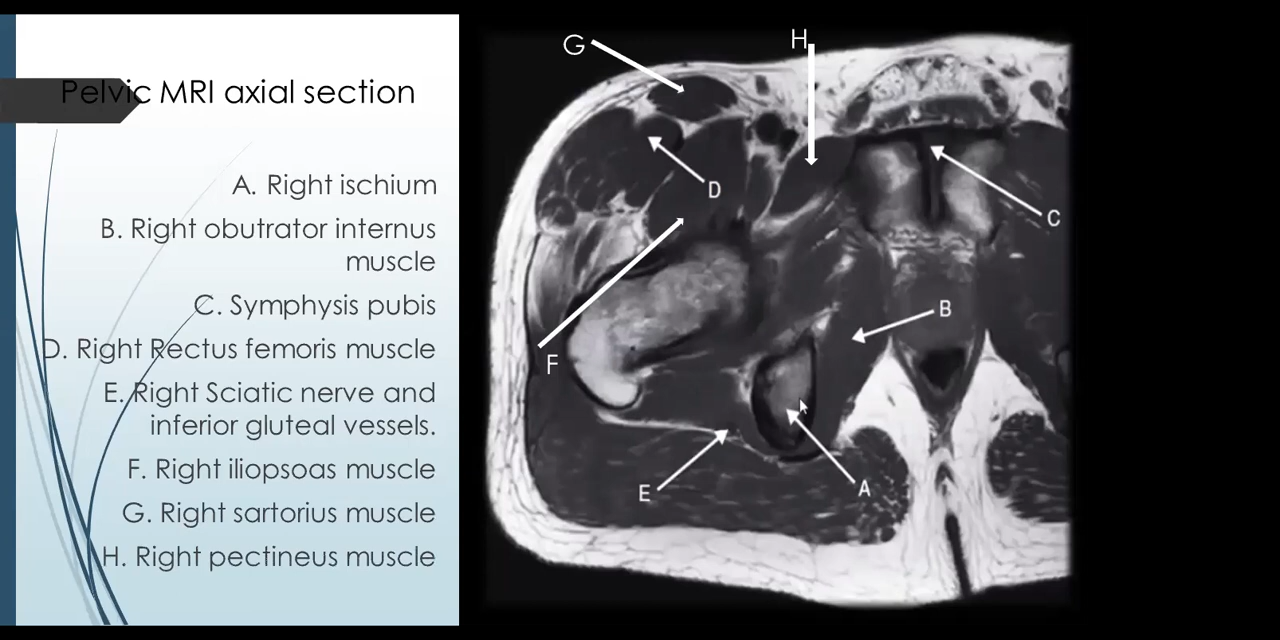 Pelvic MRI axial section
A. Right ischium
B. Right obutrator internus
muscle
C. Symphysis pubis
D. Right Rectus femoris muscle
E. Right Sciatic nerve and
inferior gluteal vessels.
F. Right iliopsoas muscle
G. Right sartorius muscle
H. Right pectineus muscle
G
H
D
C
B
F
E
A